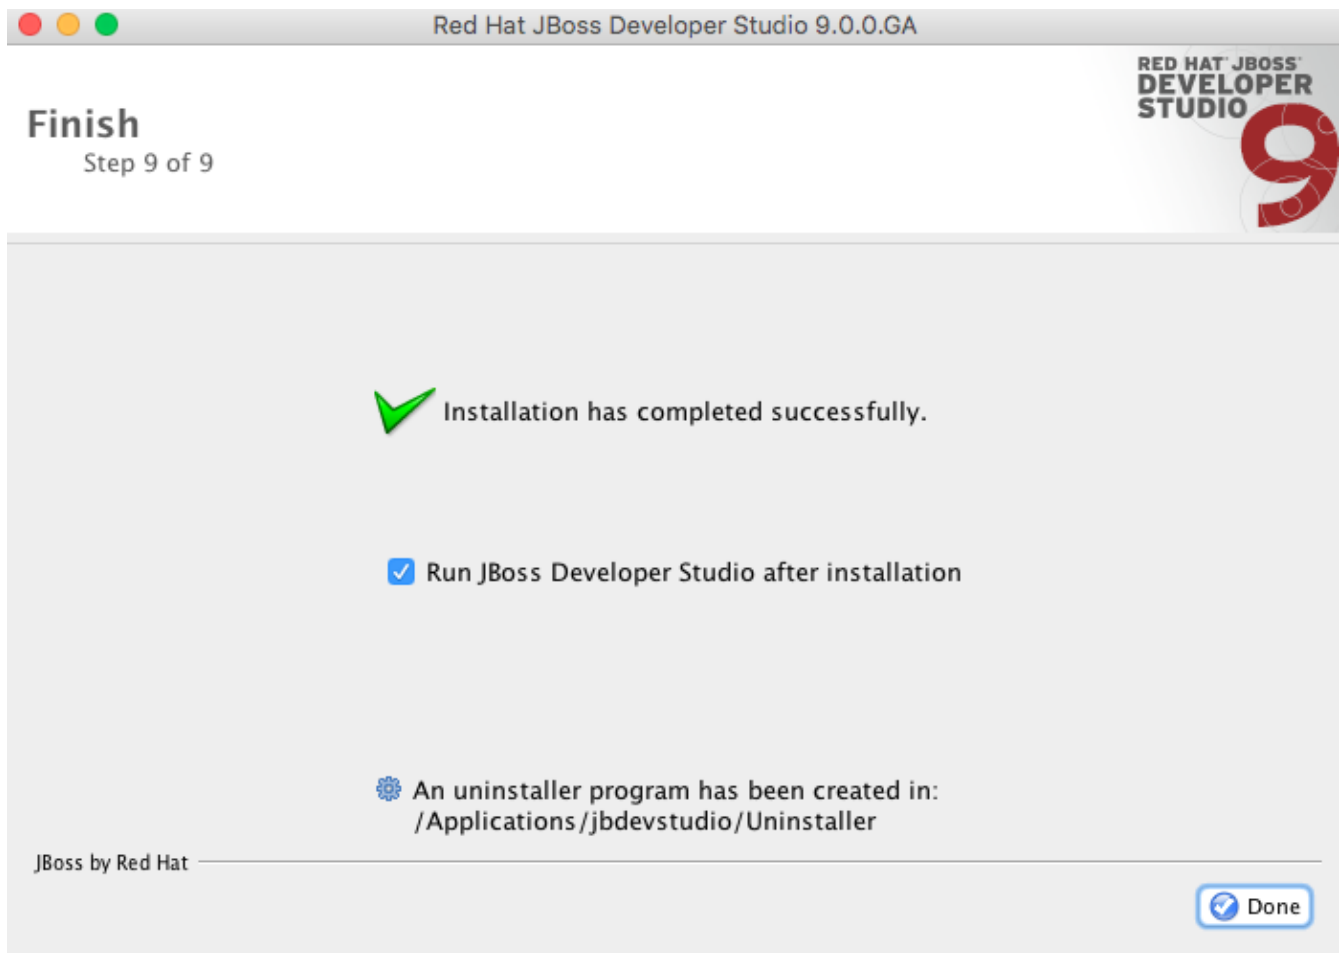 Red Hat JBoss Developer Studio 9.0.0.GA
RED HAT® JBOSS®
DEVELOPER
STUDIO
9
Finish
Step 9 of 9
Installation has completed successfully.
Run JBoss Developer Studio after installation
An uninstaller program has been created in:
/Applications/jbdevstudio/Uninstaller
JBoss by Red Hat
Done